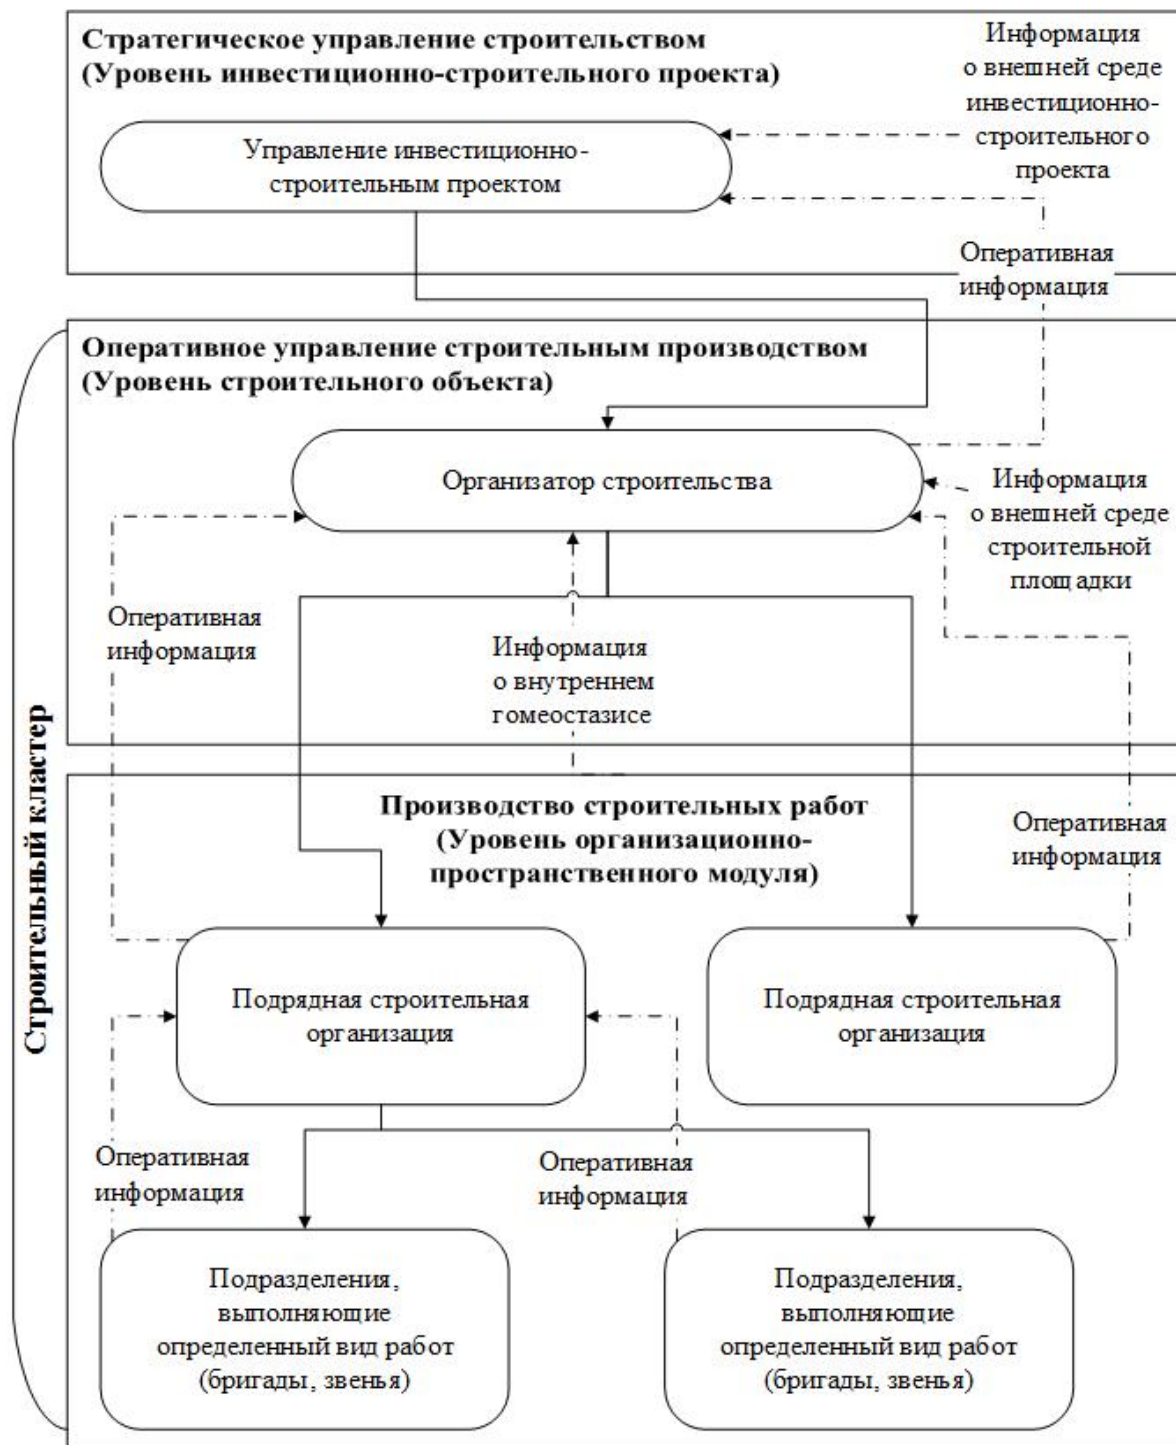 Стратегическое управление строительством
(Уровень инвестиционно-строительного проекта)
Информация
о внешней среде
инвестиционно-
строительного
проекта
Управление инвестиционно-
строительным проектом
Оперативная
информация
Оперативное управление строительным производством
(Уровень строительного объекта)
Организатор строительства
Информация
о внешней среде
строительной
площадки
Оперативная
информация
Информация
о внутреннем
гомеостазисе
Строительный кластер
Производство строительных работ
(Уровень организационно-
пространственного модуля)
Оперативная
информация
Подрядная строительная
организация
Подрядная строительная
организация
Оперативная
информация
Оперативная
информация
Подразделения,
выполняющие
определенный вид работ
(бригады, звенья)
Подразделения,
выполняющие
определенный вид работ
(бригады, звенья)